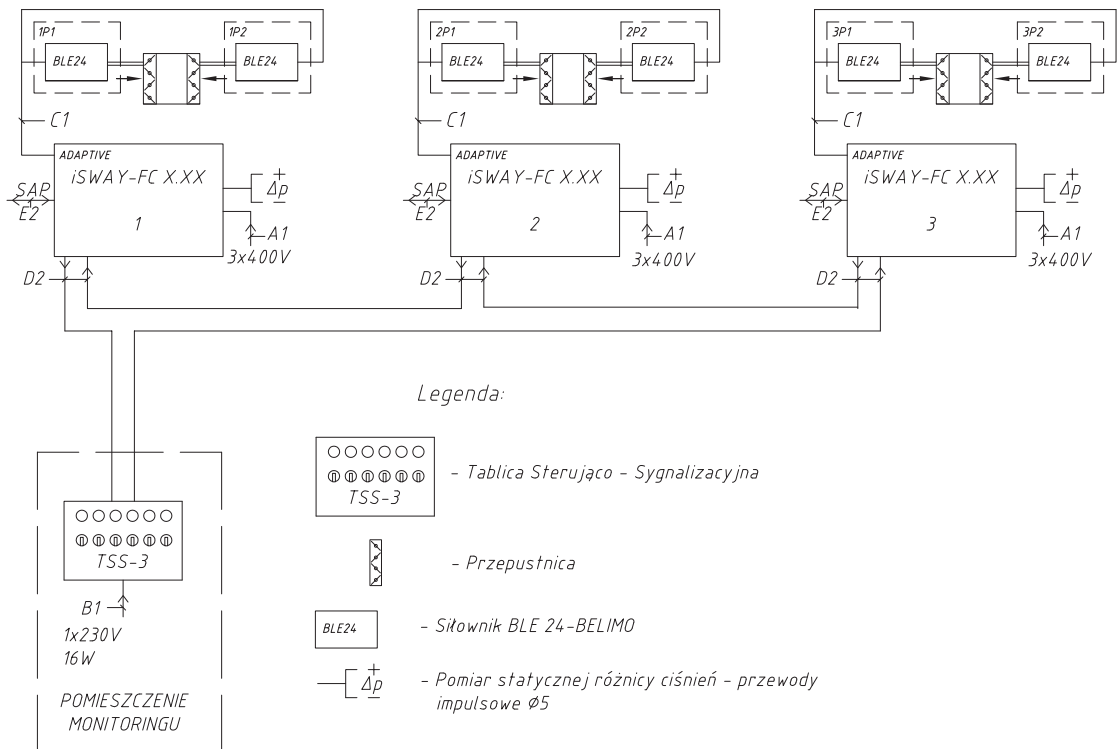 1P1
1P2
2P1
2P2
3P1
3P2
BLE24
BLE24
BLE24
BLE24
BLE24
BLE24
C1
C1
C1
ADAPTIVE
iSWAY-FC X.XX
1
ADAPTIVE
iSWAY-FC X.XX
2
ADAPTIVE
iSWAY-FC X.XX
3
SAP
E2
SAP
E2
SAP
E2
+
Δp
-
+
Δp
-
+
Δp
-
A1
3x400V
A1
3x400V
A1
3x400V
D2
D2
D2
Legenda:
TSS-3
- Tablica Sterująco - Sygnalizacyjna
- Przepustnica
BLE24
- Siłownik BLE 24-BELIMO
+
Δp
-
- Pomiar statycznej różnicy ciśnień - przewody
impulsowe Ø5
TSS-3
B1
1x230V
16W
POMIESZCZENIE
MONITORINGU